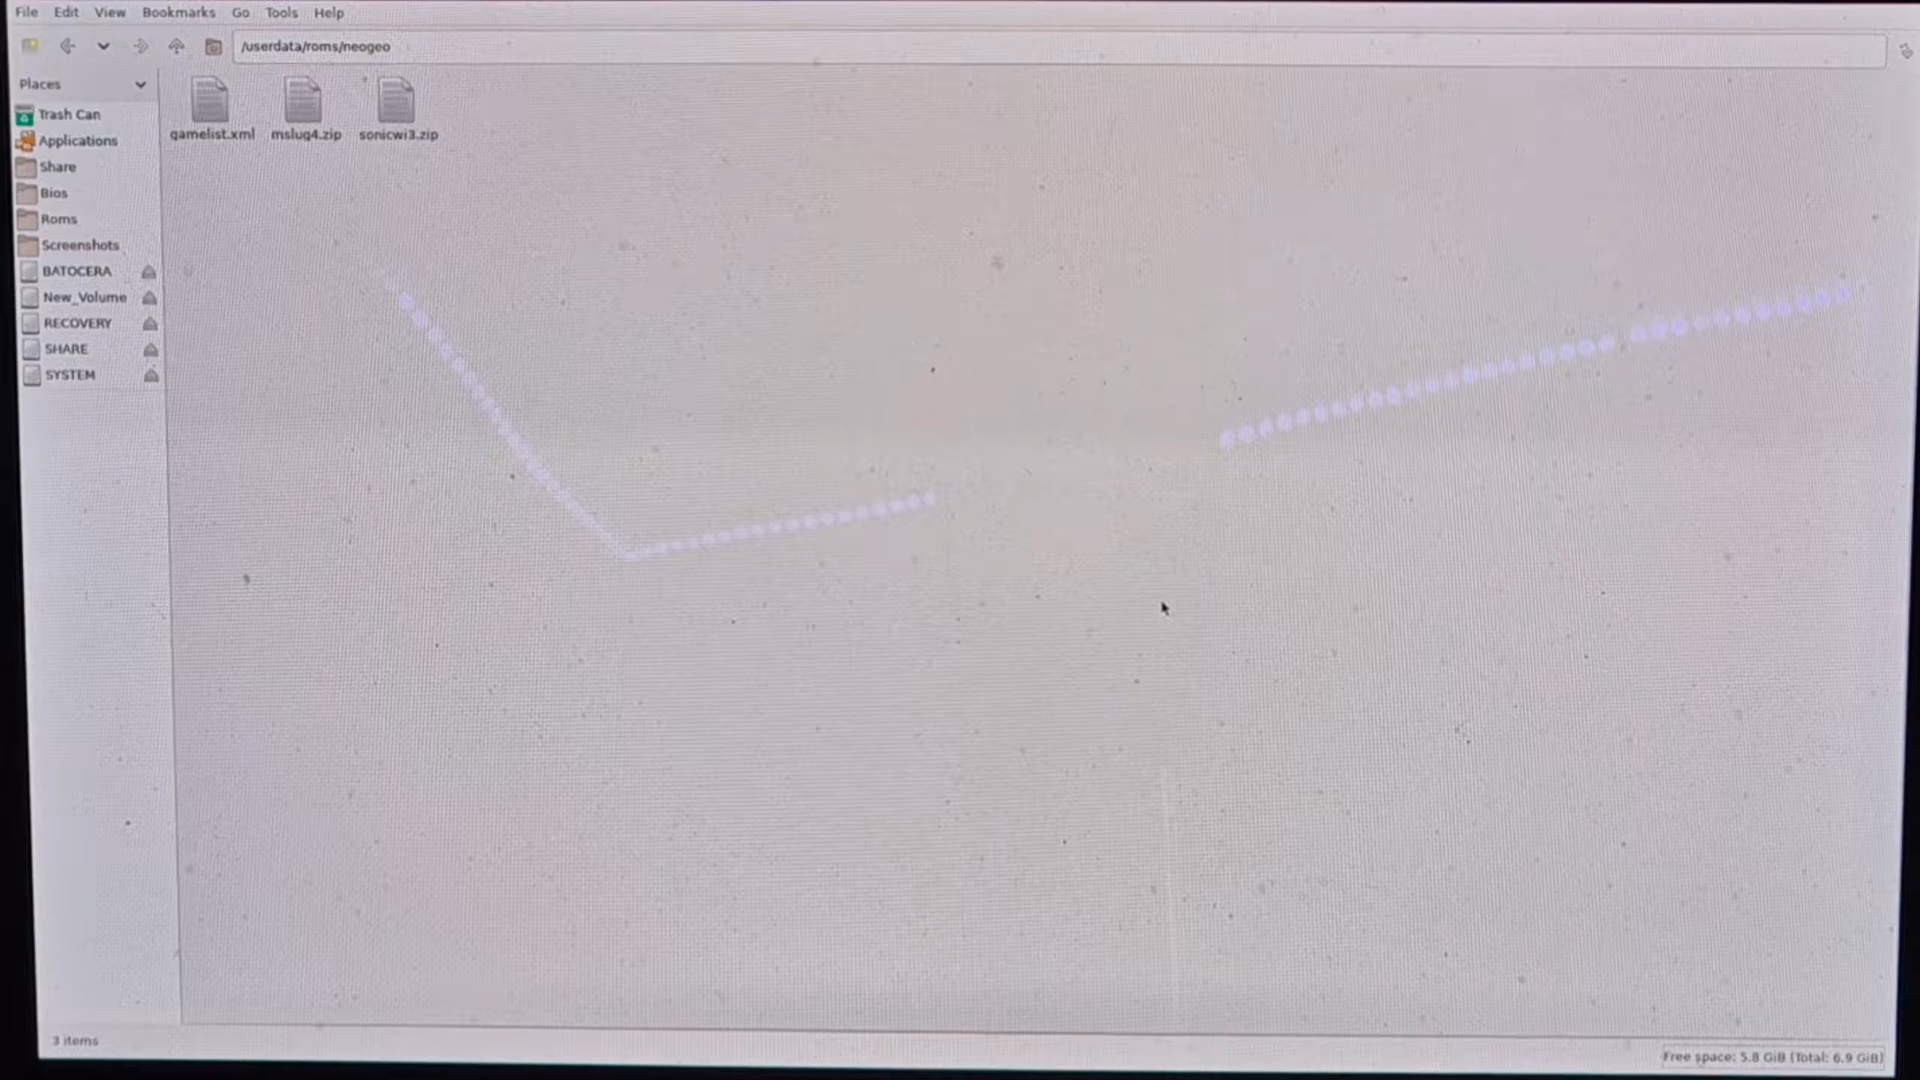 File Edit View Bookmarks Go Tools Help
/userdata/roms/neogeo
Places
Trash Can
Applications
Share
Bios
Roms
Screenshots
BATOCERA
New_Volume
RECOVERY
SHARE
SYSTEM
gamelist.xml mslug4.zip sonicwi3.zip
3 items
Free space: 5.8 GiB (Total: 6.9 GiB)